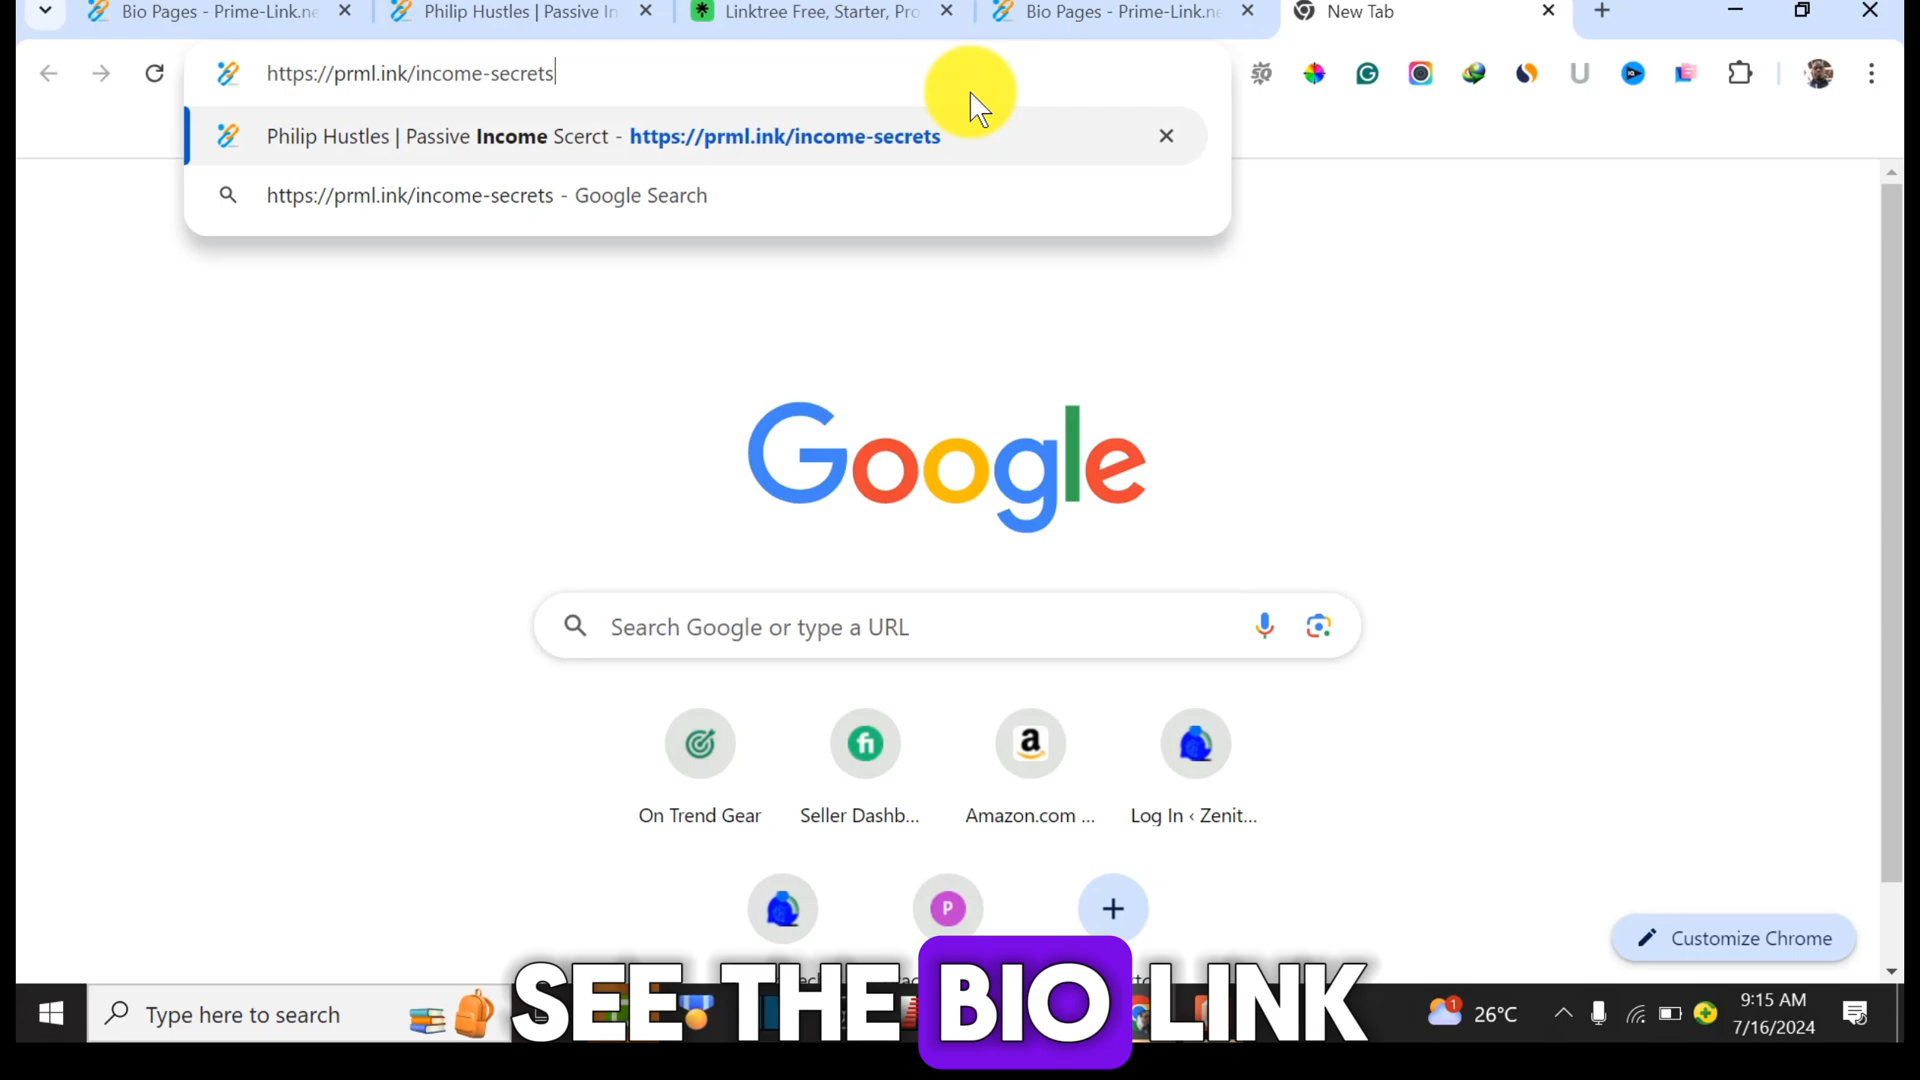 Bio Pages - Prime-Link.ne
Philip Hustles | Passive In
Linktree Free, Starter, Pro
Bio Pages - Prime-Link.ne
New Tab
https://prml.ink/income-secrets
Philip Hustles | Passive Income Scerct - https://prml.ink/income-secrets
https://prml.ink/income-secrets - Google Search
Google
Search Google or type a URL
On Trend Gear
Seller Dashb...
Amazon.com ...
Log In ‹ Zenit...
P
Customize Chrome
SEE THE BIO LINK
Type here to search
1
26°C
9:15 AM
7/16/2024